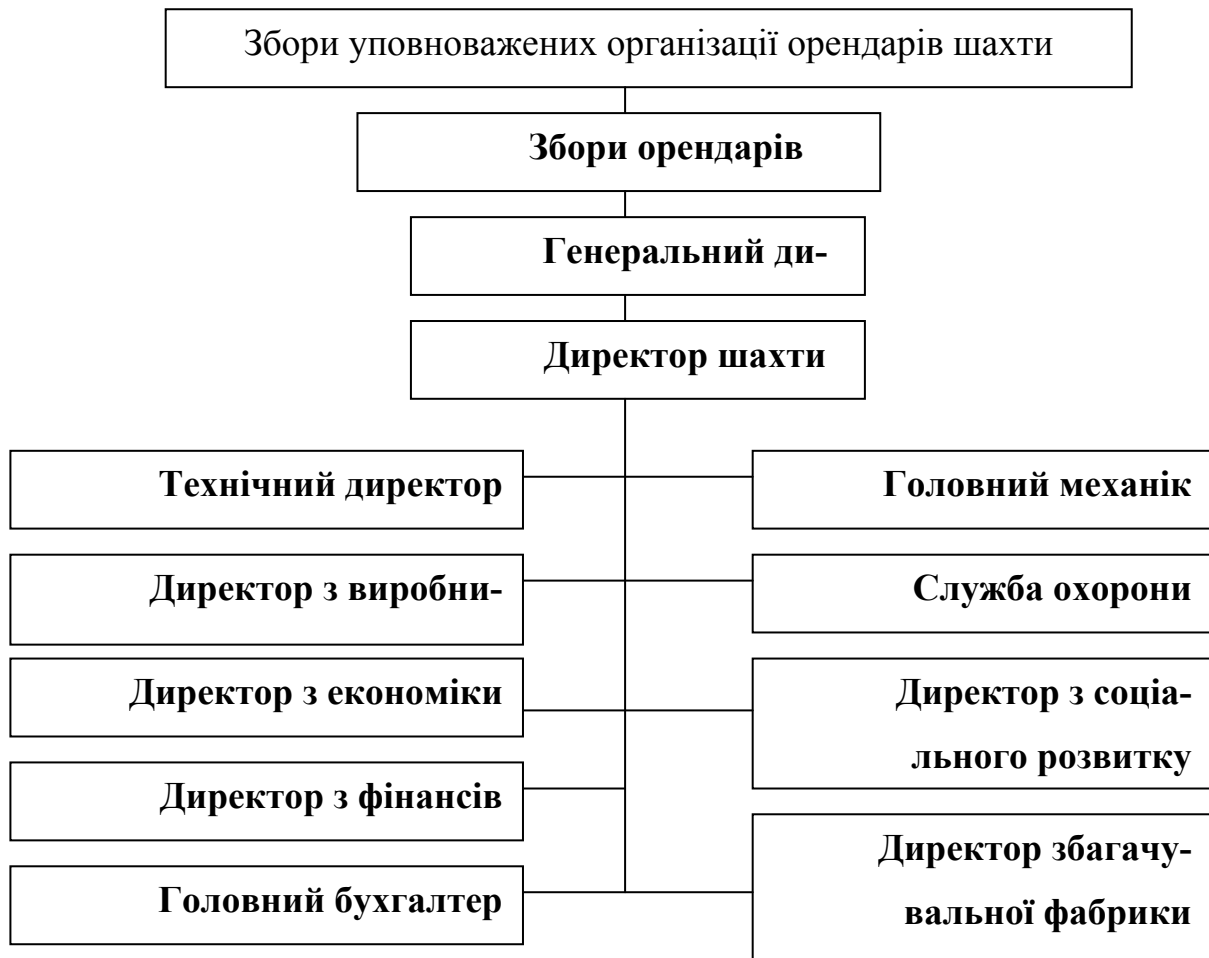 Збори уповноважених організації орендарів шахти
Збори орендарів
Генеральний ди-
Директор шахти
Технічний директор
Директор з виробни-
Директор з економіки
Директор з фінансів
Головний бухгалтер
Головний механік
Служба охорони
Директор з соціа-
льного розвитку
Директор збагачу-
вальної фабрики